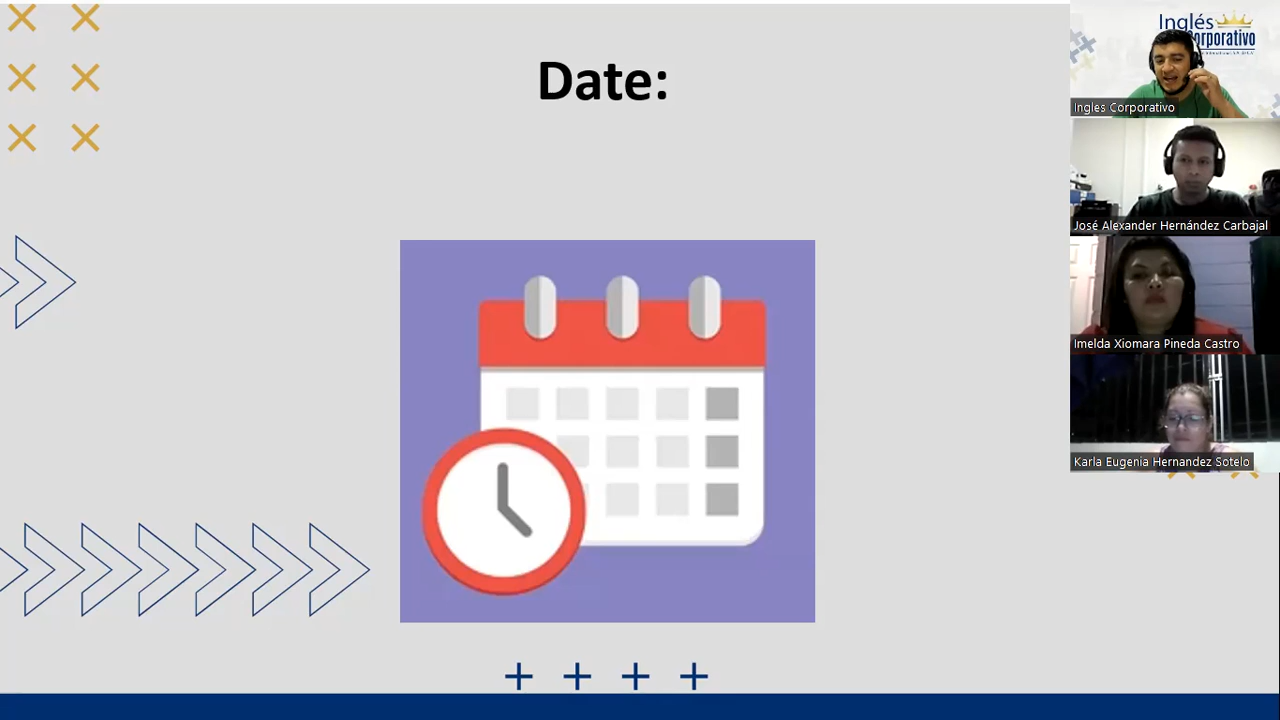 Date:
Inglés
Corporativo
Ingles Corporativo
José Alexander Hernández Carbajal
Imelda Xiomara Pineda Castro
Karla Eugenia Hernandez Sotelo